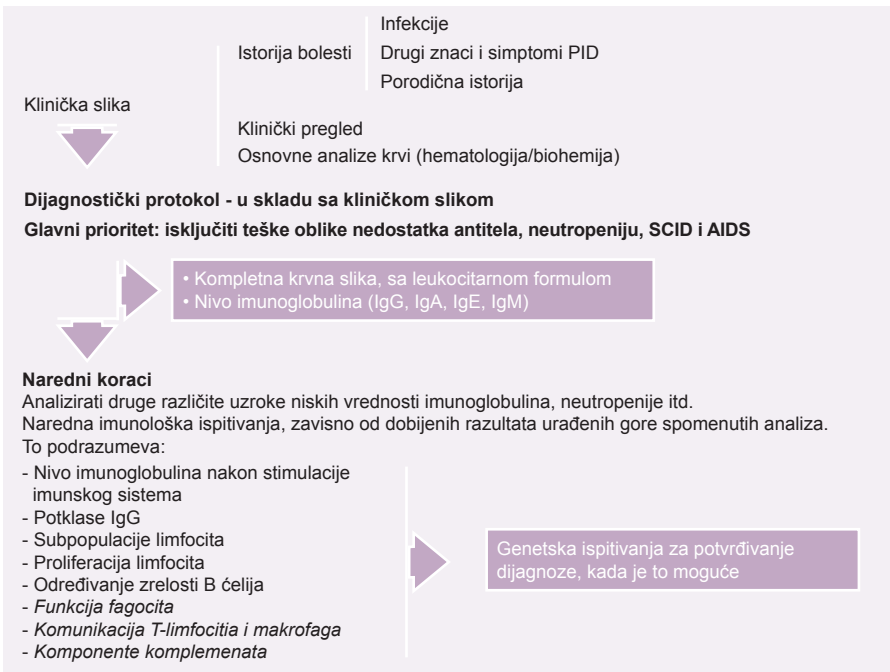 Infekcije
Istorija bolesti
Drugi znaci i simptomi PID
Porodična istorija
Klinička slika
Klinički pregled
Osnovne analize krvi (hematologija/biohemija)
Dijagnostički protokol - u skladu sa kliničkom slikom
Glavni prioritet: isključiti teške oblike nedostatka antitela, neutropeniju, SCID i AIDS
• Kompletna krvna slika, sa leukocitarnom formulom
• Nivo imunoglobulina (IgG, IgA, IgE, IgM)
Naredni koraci
Analizirati druge različite uzroke niskih vrednosti imunoglobulina, neutropenije itd.
Naredna imunološka ispitivanja, zavisno od dobijenih razultata urađenih gore spomenutih analiza.
To podrazumeva:
- Nivo imunoglobulina nakon stimulacije
imunskog sistema
- Potklase IgG
- Subpopulacije limfocita
- Proliferacija limfocita
- Određivanje zrelosti B ćelija
- Funkcija fagocita
- Komunikacija T-limfocitia i makrofaga
- Komponente komplemenata
Genetska ispitivanja za potvrđivanje
dijagnoze, kada je to moguće